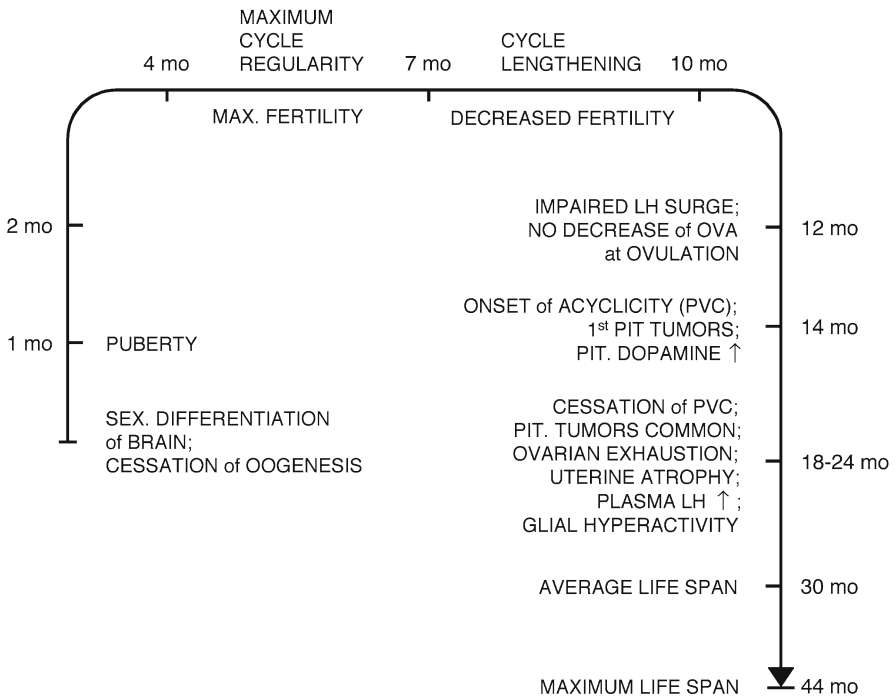 MAXIMUM
CYCLE
REGULARITY
4 mo
7 mo
CYCLE
LENGTHENING
10 mo
MAX. FERTILITY
DECREASED FERTILITY
2 mo
1 mo
PUBERTY
SEX. DIFFERENTIATION
of BRAIN;
CESSATION of OOGENESIS
IMPAIRED LH SURGE;
NO DECREASE of OVA
at OVULATION
12 mo
ONSET of ACYCLICITY (PVC);
1st PIT TUMORS;
PIT. DOPAMINE ↑
14 mo
CESSATION of PVC;
PIT. TUMORS COMMON;
OVARIAN EXHAUSTION;
UTERINE ATROPHY;
PLASMA LH ↑ ;
GLIAL HYPERACTIVITY
18-24 mo
AVERAGE LIFE SPAN
30 mo
MAXIMUM LIFE SPAN
44 mo